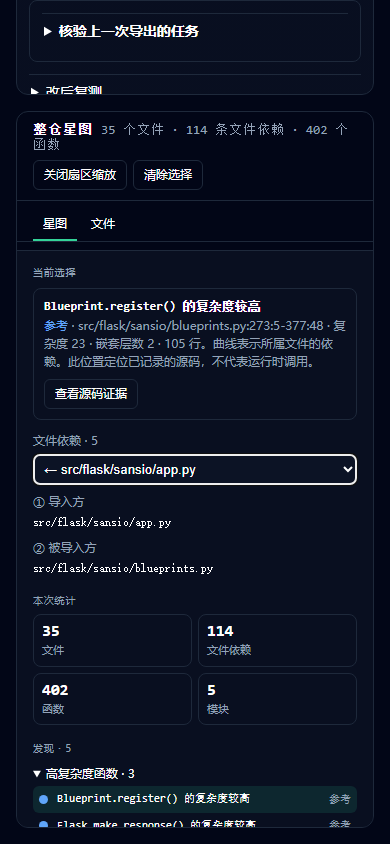 ▶ 核验上一次导出的任务
▶ 改后复测
整仓星图 35 个文件 · 114 条文件依赖 · 402 个
函数
关闭扇区缩放 清除选择
星图 文件
当前选择
Blueprint.register() 的复杂度较高
参考 · src/flask/sansio/blueprints.py:273:5-377:48 · 复
杂度 23 · 嵌套层数 2 · 105 行。曲线表示所属文件的依
赖。此位置定位已记录的源码，不代表运行时调用。
查看源码证据
文件依赖 · 5
← src/flask/sansio/app.py
① 导入方
src/flask/sansio/app.py
② 被导入方
src/flask/sansio/blueprints.py
本次统计
35 114
文件 文件依赖
402 5
函数 模块
发现 · 5
▼ 高复杂度函数 · 3
Blueprint.register() 的复杂度较高 参考
Flask.make_response() 的复杂度较高 参考